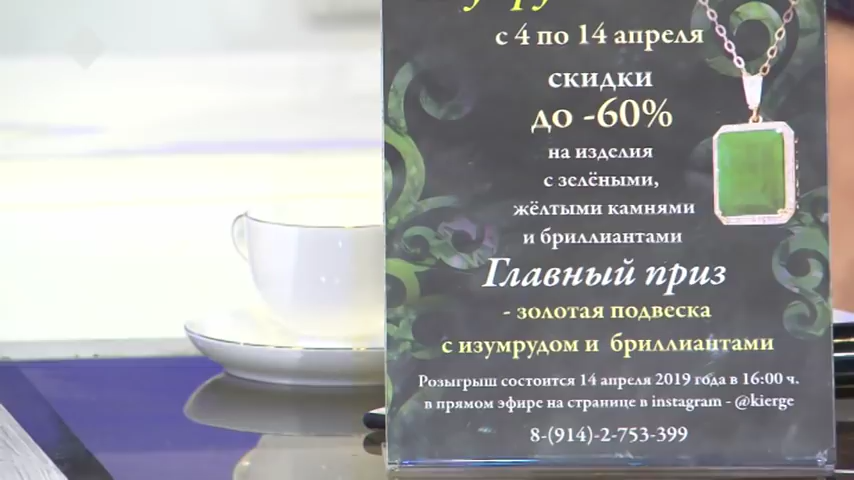 с 4 по 14 апреля
скидки
до -60%
на изделия
с зелёными,
жёлтыми камнями
и бриллиантами
Главный приз
- золотая подвеска
с изумрудом и бриллиантами
Розыгрыш состоится 14 апреля 2019 года в 16:00 ч.
в прямом эфире на странице в instagram - @kierge
8-(914)-2-753-399